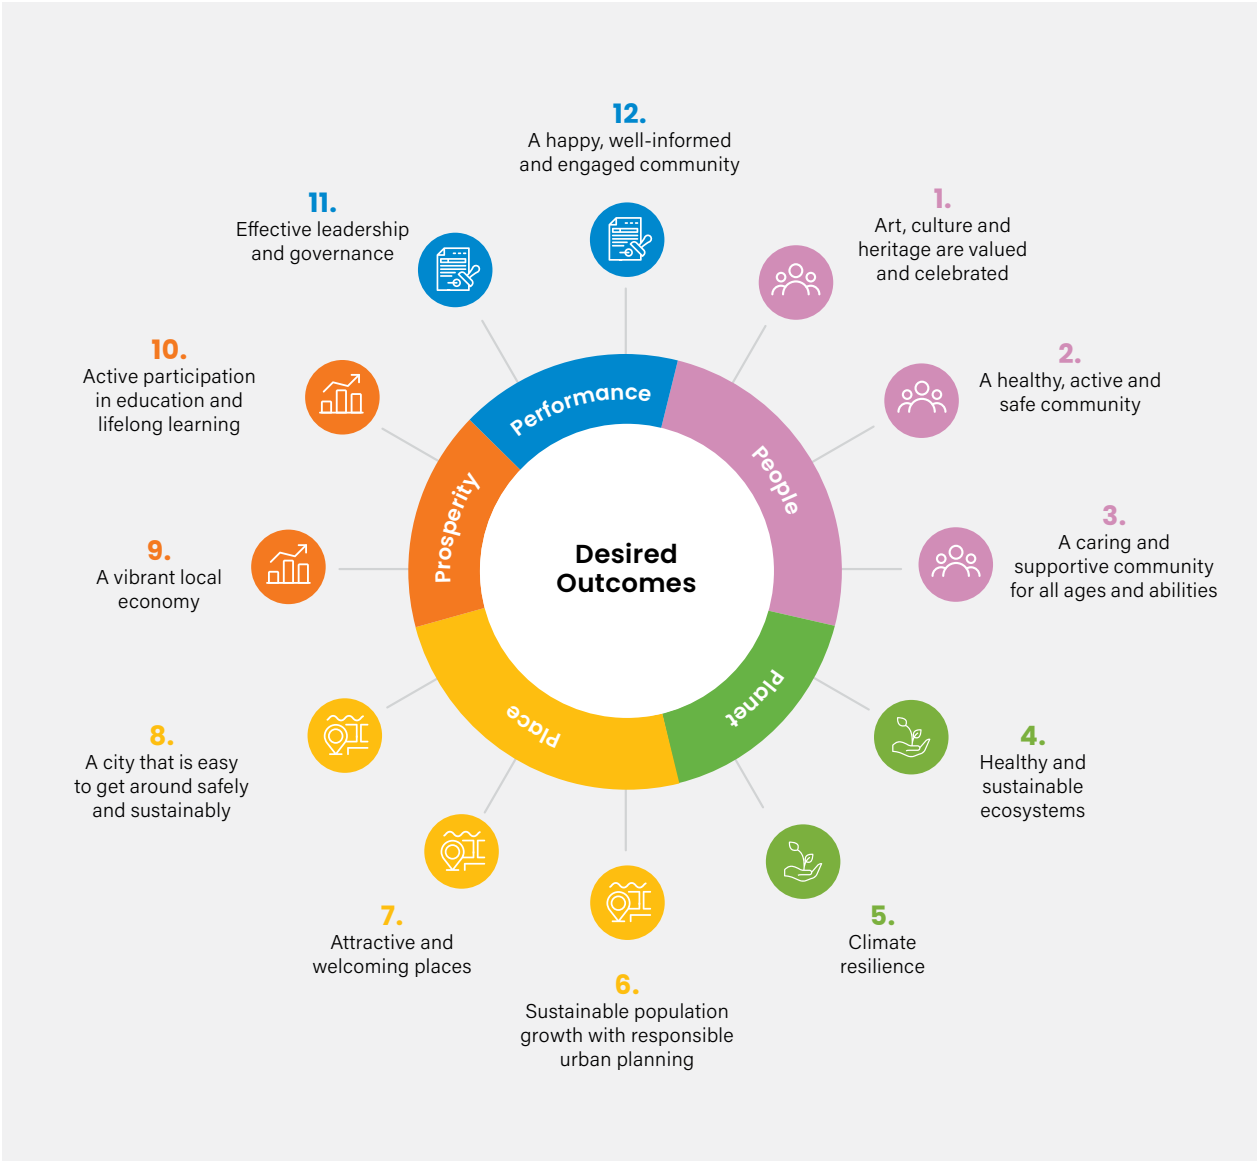 12.
A happy, well-informed
and engaged community
1.
Art, culture and
heritage are valued
and celebrated
2.
A healthy, active and
safe community
3.
A caring and
supportive community
for all ages and abilities
4.
Healthy and
sustainable
ecosystems
5.
Climate
resilience
6.
Sustainable population
growth with responsible
urban planning
7.
Attractive and
welcoming places
8.
A city that is easy
to get around safely
and sustainably
9.
A vibrant local
economy
10.
Active participation
in education and
lifelong learning
11.
Effective leadership
and governance
Performance
People
Planet
Place
Prosperity
Desired
Outcomes